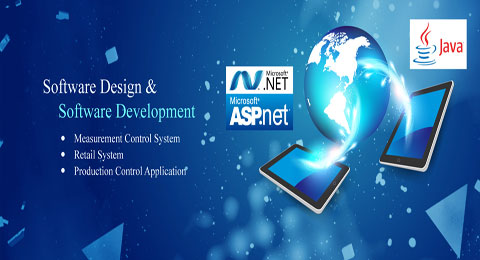 Software Design &
Software Development
Measurement Control System
Retail System
Production Control Application
Microsoft®
.NET
Microsoft®
ASP.net
Java